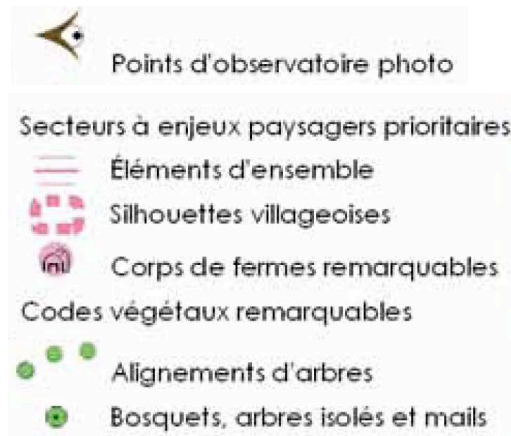 Points d'observatoire photo
Secteurs à enjeux paysagers prioritaires
Éléments d'ensemble
Silhouettes villageoises
Corps de fermes remarquables
Codes végétaux remarquables
Alignements d'arbres
Bosquets, arbres isolés et mails